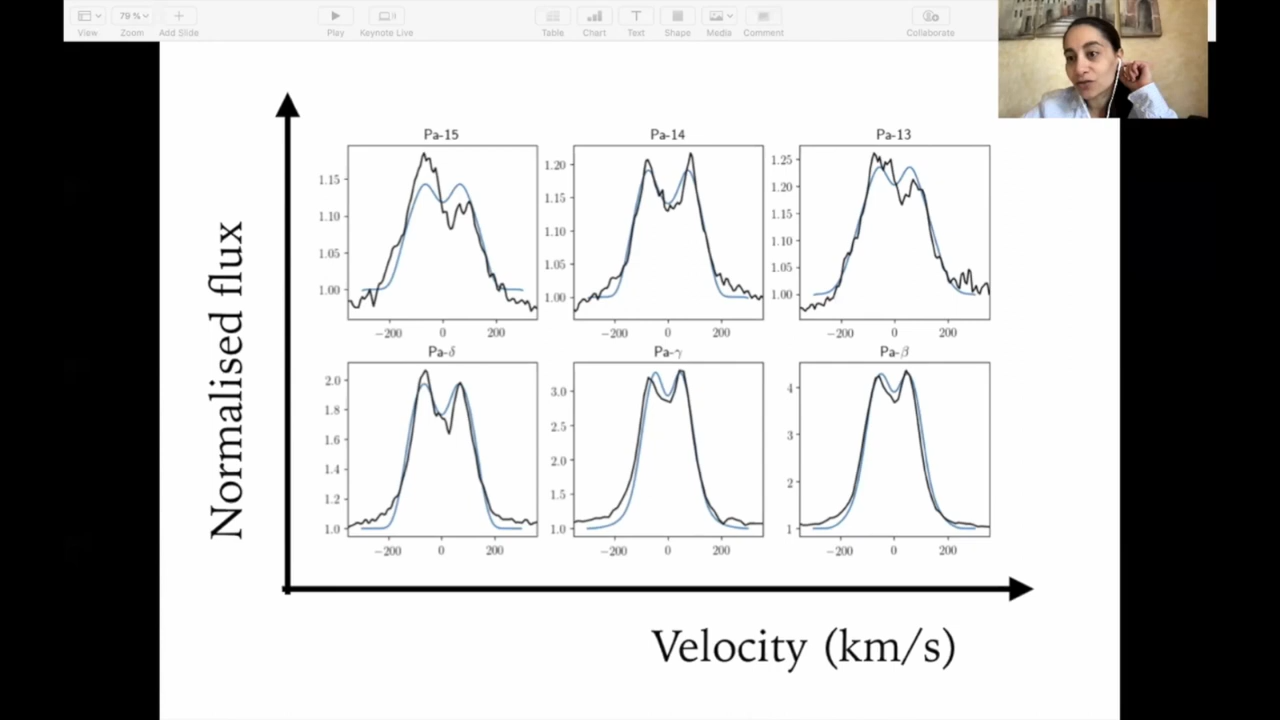 79 %
View Zoom Add Slide Play Keynote Live Table Chart Text Shape Media Comment Collaborate
Normalised flux
Pa-15 Pa-14 Pa-13
1.15 1.10 1.05 1.00
1.20 1.15 1.10 1.05 1.00
1.25 1.20 1.15 1.10 1.05 1.00
−200 0 200 −200 0 200 −200 0 200
Pa-δ Pa-γ Pa-β
2.0 1.8 1.6 1.4 1.2 1.0
3.0 2.5 2.0 1.5 1.0
4 3 2 1
−200 0 200 −200 0 200 −200 0 200
Velocity (km/s)